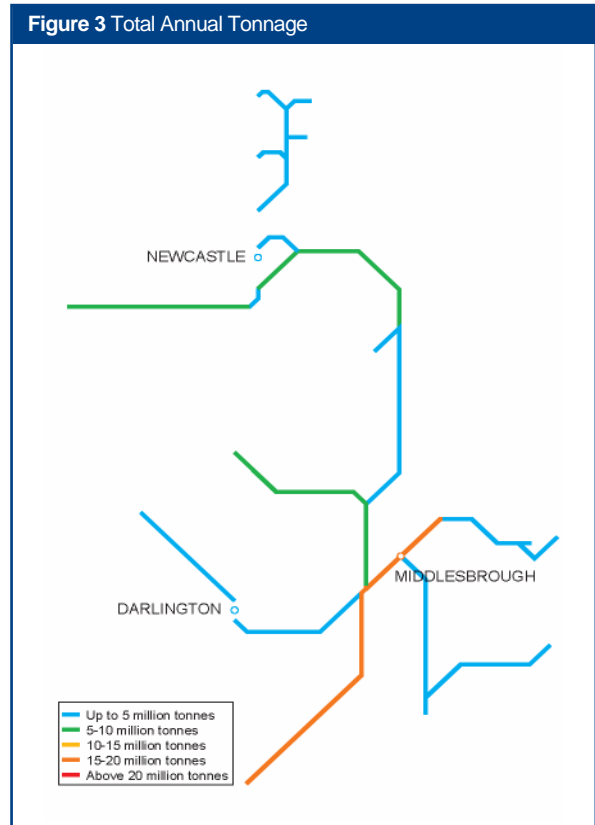 Figure 3 Total Annual Tonnage
NEWCASTLE
MIDDLESBROUGH
DARLINGTON
Up to 5 million tonnes
5-10 million tonnes
10-15 million tonnes
15-20 million tonnes
Above 20 million tonnes